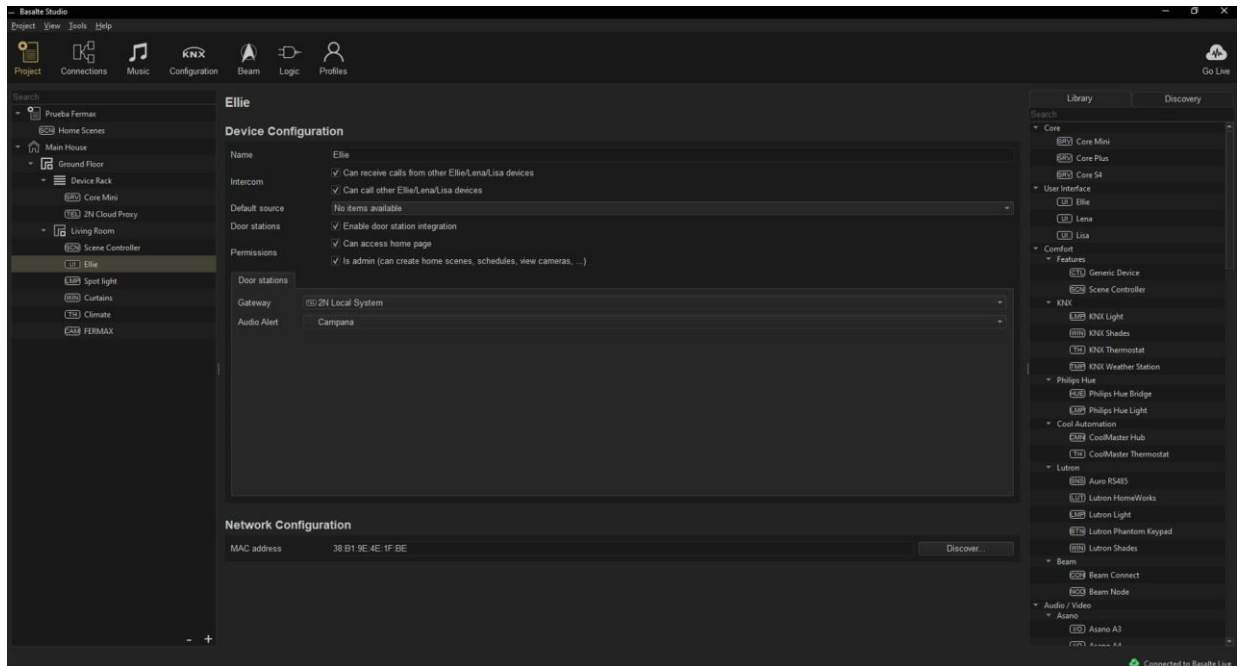 Basalte Studio
Project View Tools Help
Project Connections Music KNX Configuration Beam Logic Profiles Go Live
Search
Prueba Fermax
SCN Home Scenes
Main House
Ground Floor
Device Rack
SRV Core Mini
TEL 2N Cloud Proxy
Living Room
SCN Scene Controller
UI Ellie
LMP Spot light
WIN Curtains
TH Climate
CAM FERMAX
- +
Ellie
Device Configuration
Name Ellie
Intercom
Can receive calls from other Ellie/Lena/Lisa devices
Can call other Ellie/Lena/Lisa devices
Default source No items available
Door stations Enable door station integration
Permissions
Can access home page
Is admin (can create home scenes, schedules, view cameras, ...)
Door stations
Gateway 2N Local System
Audio Alert Campana
Network Configuration
MAC address 38:B1:9E:4E:1F:BE Discover...
Library Discovery
Search
Core
SRV Core Mini
SRV Core Plus
SRV Core S4
User Interface
UI Ellie
UI Lena
UI Lisa
Comfort
Features
CTL Generic Device
SCN Scene Controller
KNX
LMP KNX Light
WIN KNX Shades
TH KNX Thermostat
TMP KNX Weather Station
Philips Hue
HUE Philips Hue Bridge
LMP Philips Hue Light
Cool Automation
CMN CoolMaster Hub
TH CoolMaster Thermostat
Lutron
SNS Auro RS485
LUT Lutron HomeWorks
LMP Lutron Light
BTN Lutron Phantom Keypad
WIN Lutron Shades
Beam
CON Beam Connect
NOD Beam Node
Audio / Video
Asano
I/O Asano A3
I/O Asano A4
Connected to Basalte Live